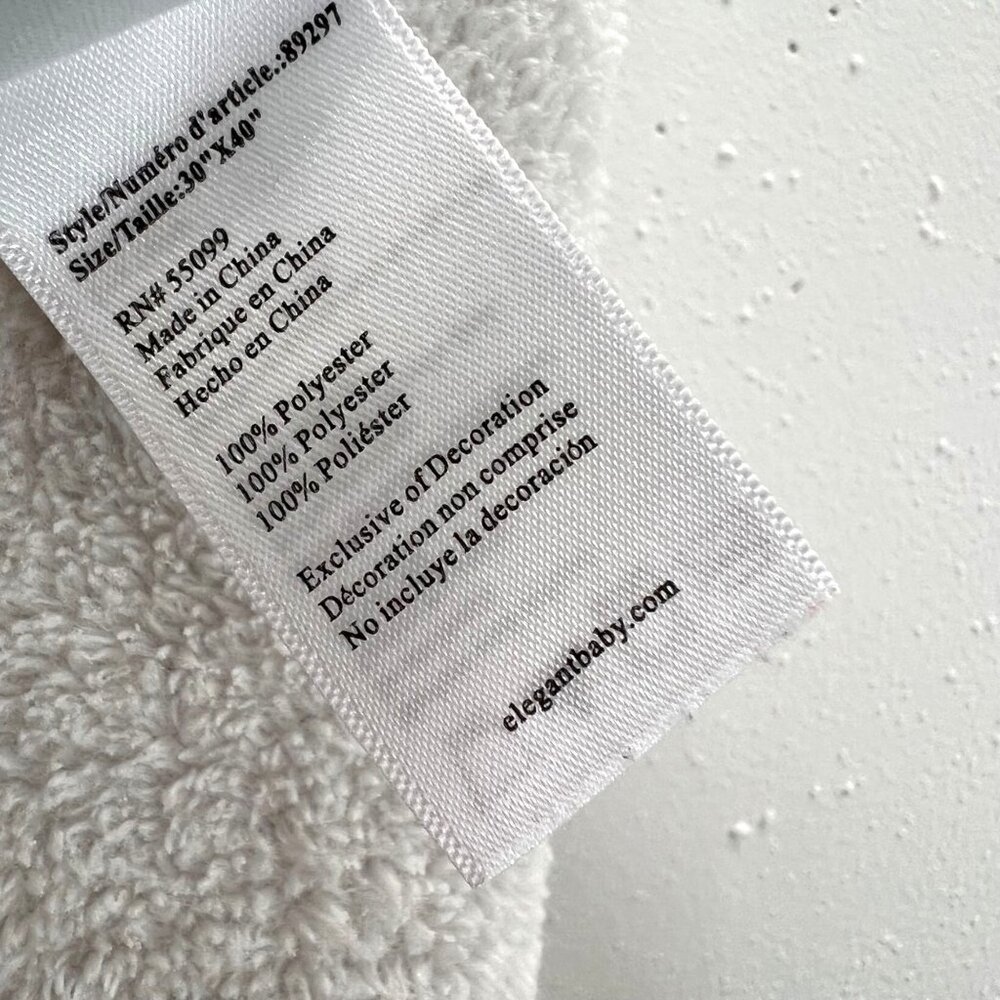 Style/Numéro d'article.:89297
Size/Taille:30"X40"
RN# 55099
Made in China
Fabrique en China
Hecho en China
100% Polyester
100% Polyester
100% Poliéster
Exclusive of Decoration
Décoration non comprise
No incluye la decoración
elegantbaby.com